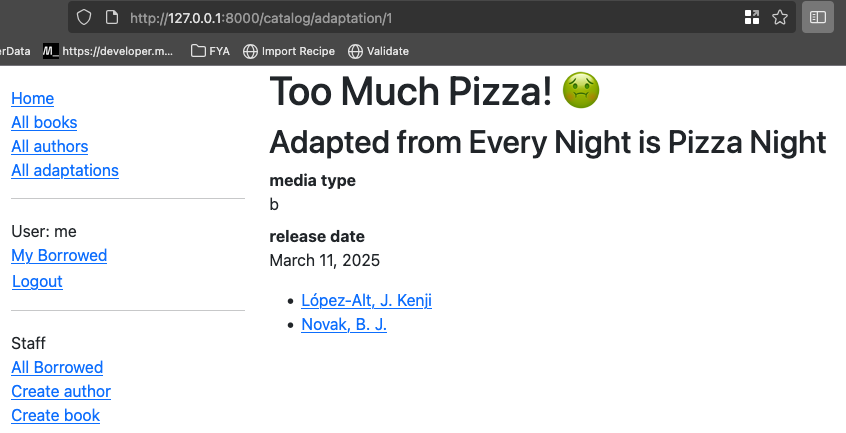 http://127.0.0.1:8000/catalog/adaptation/1
erData M_ https://developer.m... FYA Import Recipe Validate
Home
All books
All authors
All adaptations
User: me
My Borrowed
Logout
Staff
All Borrowed
Create author
Create book
Too Much Pizza! 🤢
Adapted from Every Night is Pizza Night
media type
b
release date
March 11, 2025
López-Alt, J. Kenji
Novak, B. J.